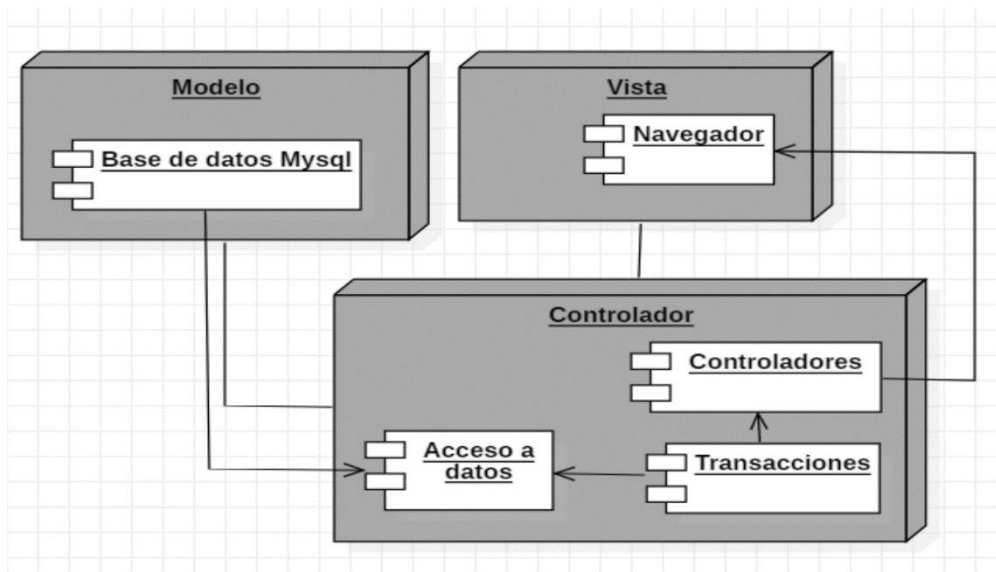 Modelo
Base de datos Mysql
Vista
Navegador
Controlador
Controladores
Acceso a
datos
Transacciones